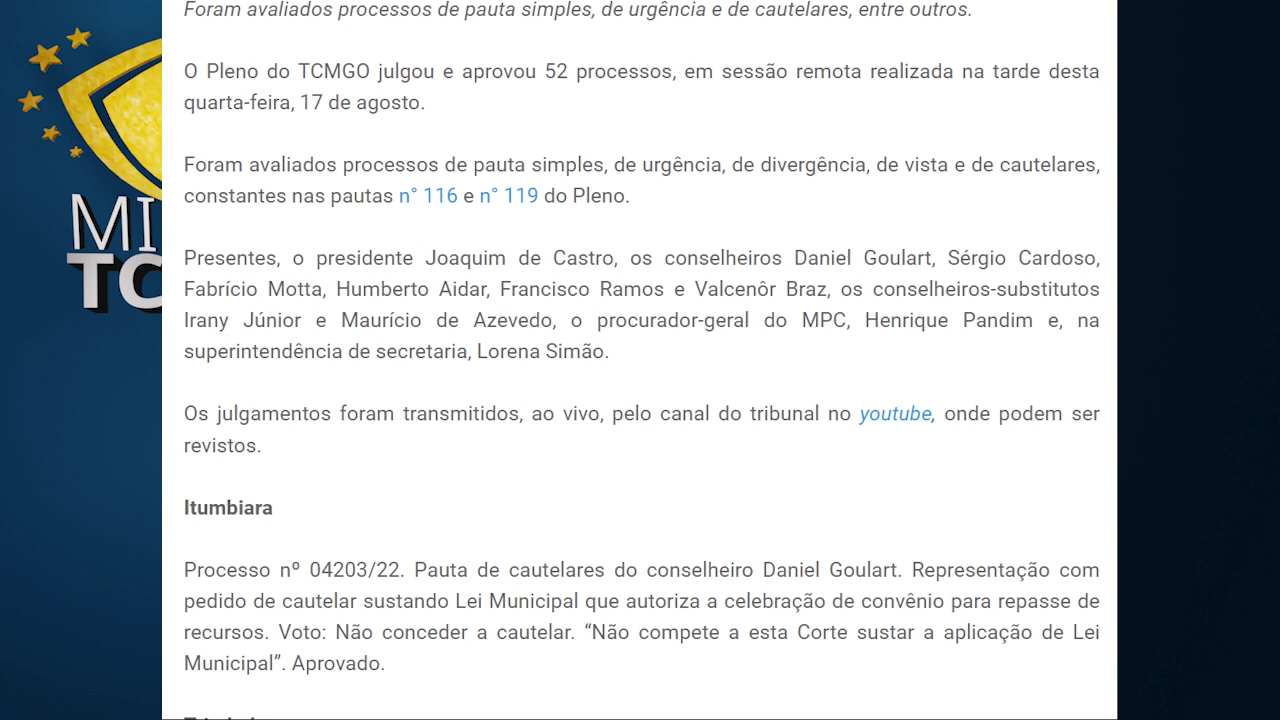 Foram avaliados processos de pauta simples, de urgência e de cautelares, entre outros.
O Pleno do TCMGO julgou e aprovou 52 processos, em sessão remota realizada na tarde desta
quarta-feira, 17 de agosto.
Foram avaliados processos de pauta simples, de urgência, de divergência, de vista e de cautelares,
constantes nas pautas n° 116 e n° 119 do Pleno.
Presentes, o presidente Joaquim de Castro, os conselheiros Daniel Goulart, Sérgio Cardoso,
Fabrício Motta, Humberto Aidar, Francisco Ramos e Valcenôr Braz, os conselheiros-substitutos
Irany Júnior e Maurício de Azevedo, o procurador-geral do MPC, Henrique Pandim e, na
superintendência de secretaria, Lorena Simão.
Os julgamentos foram transmitidos, ao vivo, pelo canal do tribunal no youtube, onde podem ser
revistos.
Itumbiara
Processo nº 04203/22. Pauta de cautelares do conselheiro Daniel Goulart. Representação com
pedido de cautelar sustando Lei Municipal que autoriza a celebração de convênio para repasse de
recursos. Voto: Não conceder a cautelar. “Não compete a esta Corte sustar a aplicação de Lei
Municipal”. Aprovado.
MI
TC